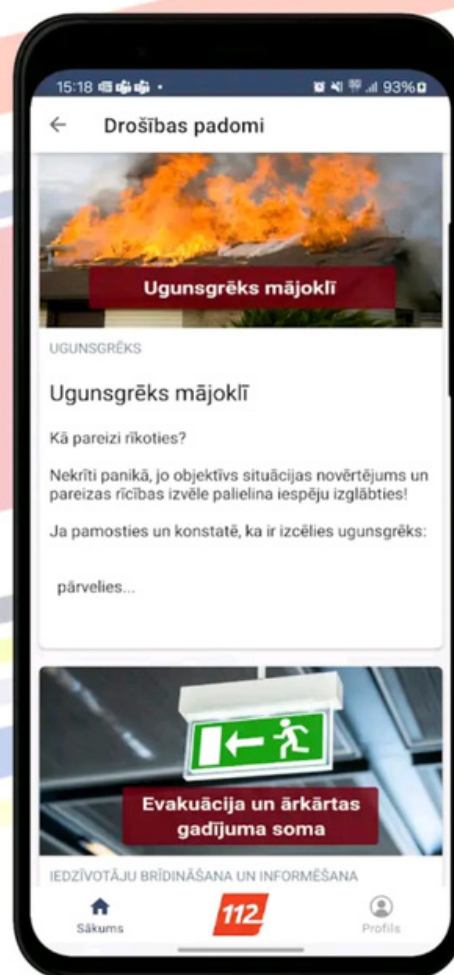 15:18
93%
Drošības padomi
Ugunsgrēks mājoklī
UGUNSGRĒKS
Ugunsgrēks mājoklī
Kā pareizi rīkoties?
Nekrīti panikā, jo objektīvs situācijas novērtējums un
pareizas rīcības izvēle palielina iespēju izglābties!
Ja pamosties un konstatē, ka ir izcēlies ugunsgrēks:
pārvelies...
Evakuācija un ārkārtas
gadījuma soma
IEDZĪVOTĀJU BRĪDINĀŠANA UN INFORMĒŠANA
Sākums
112
Profils